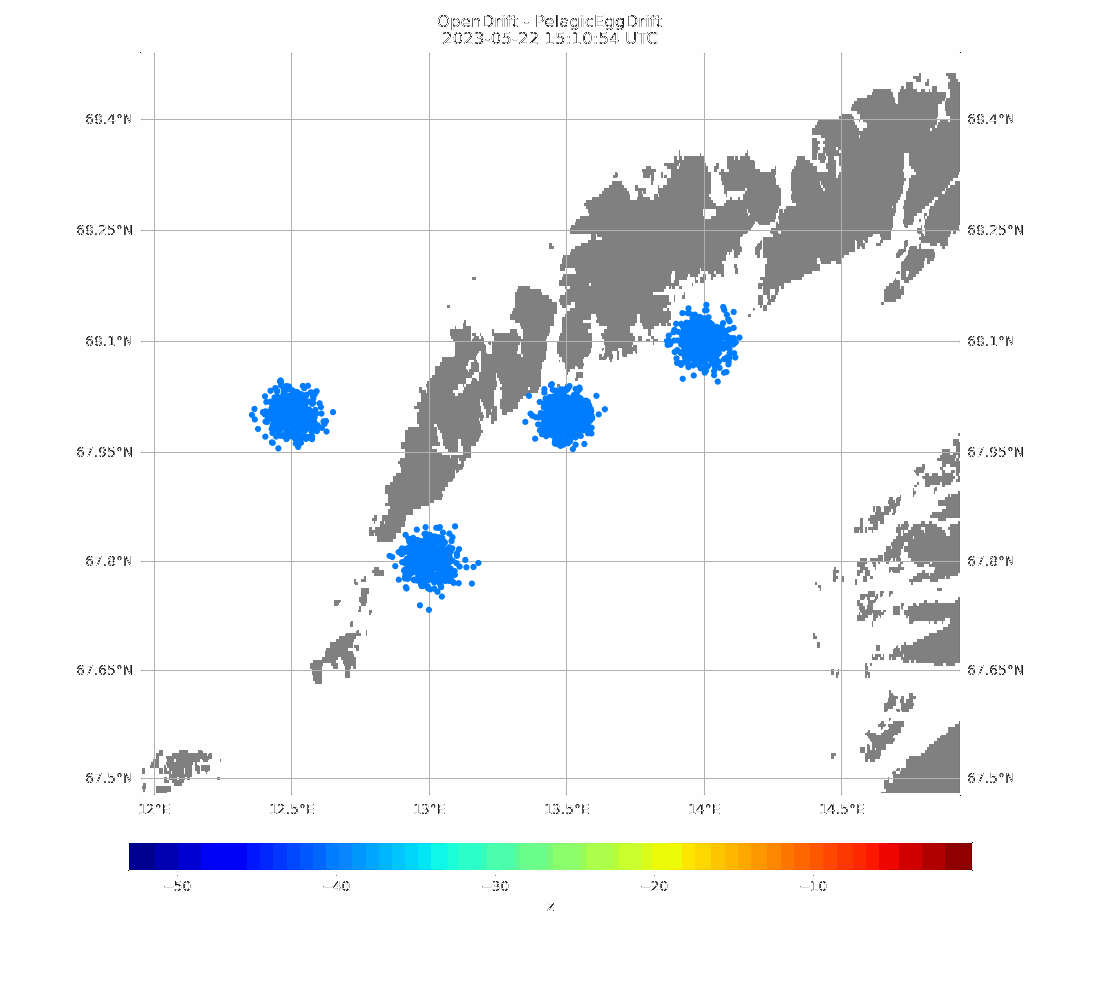 OpenDrift - PelagicEggDrift
2023-05-22 15:10:54 UTC
68.4°N 68.4°N
68.25°N 68.25°N
68.1°N 68.1°N
67.95°N 67.95°N
67.8°N 67.8°N
67.65°N 67.65°N
67.5°N 67.5°N
12°E 12.5°E 13°E 13.5°E 14°E 14.5°E
−50 −40 −30 −20 −10
z